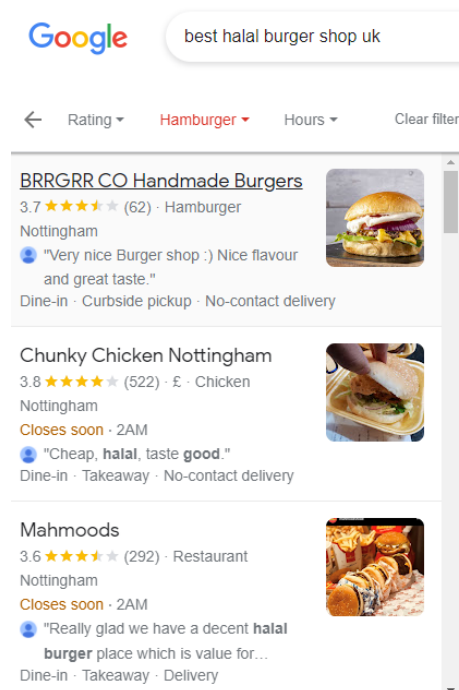 Google
best halal burger shop uk
Rating
Hamburger
Hours
Clear filter
BRRGRR CO Handmade Burgers
3.7 (62) · Hamburger
Nottingham
"Very nice Burger shop :) Nice flavour
and great taste."
Dine-in · Curbside pickup · No-contact delivery
Chunky Chicken Nottingham
3.8 (522) · £ · Chicken
Nottingham
Closes soon · 2AM
"Cheap, halal, taste good."
Dine-in · Takeaway · No-contact delivery
Mahmoods
3.6 (292) · Restaurant
Nottingham
Closes soon · 2AM
"Really glad we have a decent halal
burger place which is value for…
Dine-in · Takeaway · Delivery